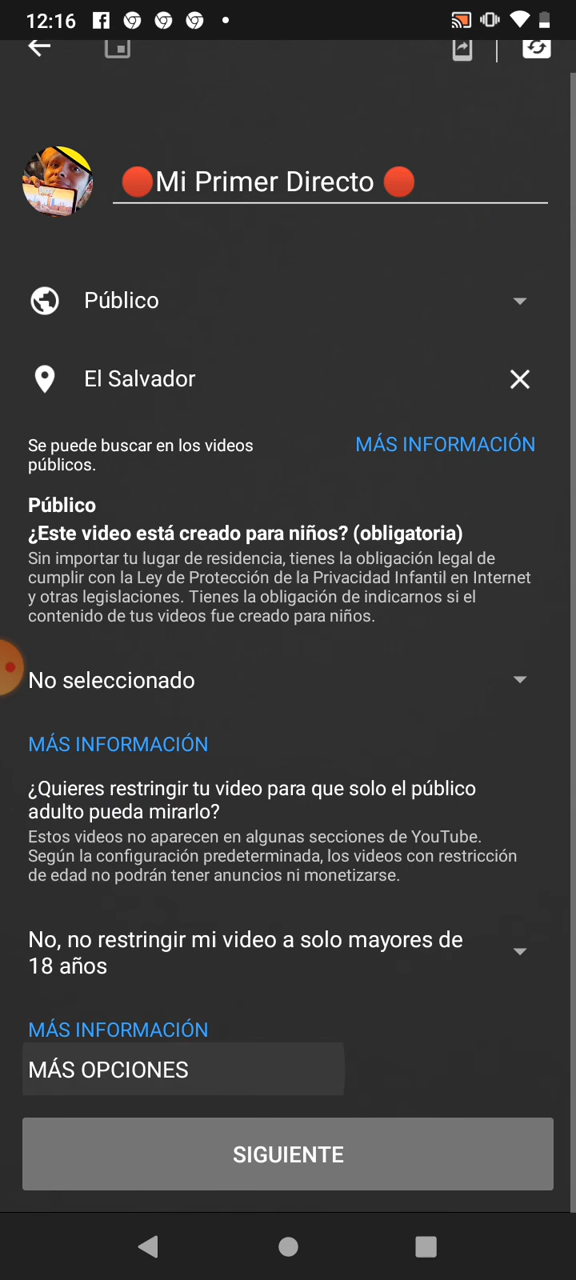 12:16
🔴Mi Primer Directo 🔴
Público
El Salvador
Se puede buscar en los videos
públicos.
MÁS INFORMACIÓN
Público
¿Este video está creado para niños? (obligatoria)
Sin importar tu lugar de residencia, tienes la obligación legal de
cumplir con la Ley de Protección de la Privacidad Infantil en Internet
y otras legislaciones. Tienes la obligación de indicarnos si el
contenido de tus videos fue creado para niños.
No seleccionado
MÁS INFORMACIÓN
¿Quieres restringir tu video para que solo el público
adulto pueda mirarlo?
Estos videos no aparecen en algunas secciones de YouTube.
Según la configuración predeterminada, los videos con restricción
de edad no podrán tener anuncios ni monetizarse.
No, no restringir mi video a solo mayores de
18 años
MÁS INFORMACIÓN
MÁS OPCIONES
SIGUIENTE